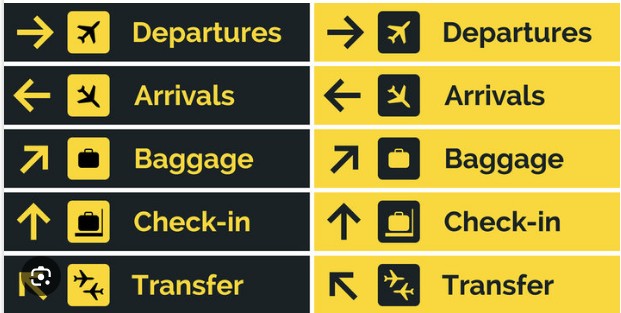 Departures
Departures
Arrivals
Arrivals
Baggage
Baggage
Check-in
Check-in
Transfer
Transfer